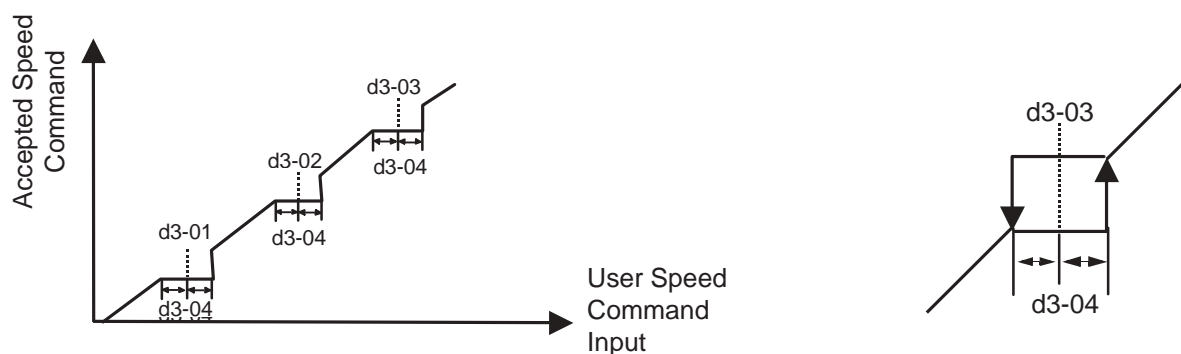 Accepted Speed
Command
d3-03
d3-04
d3-02
d3-04
d3-01
d3-04
User Speed
Command
Input
d3-03
d3-04